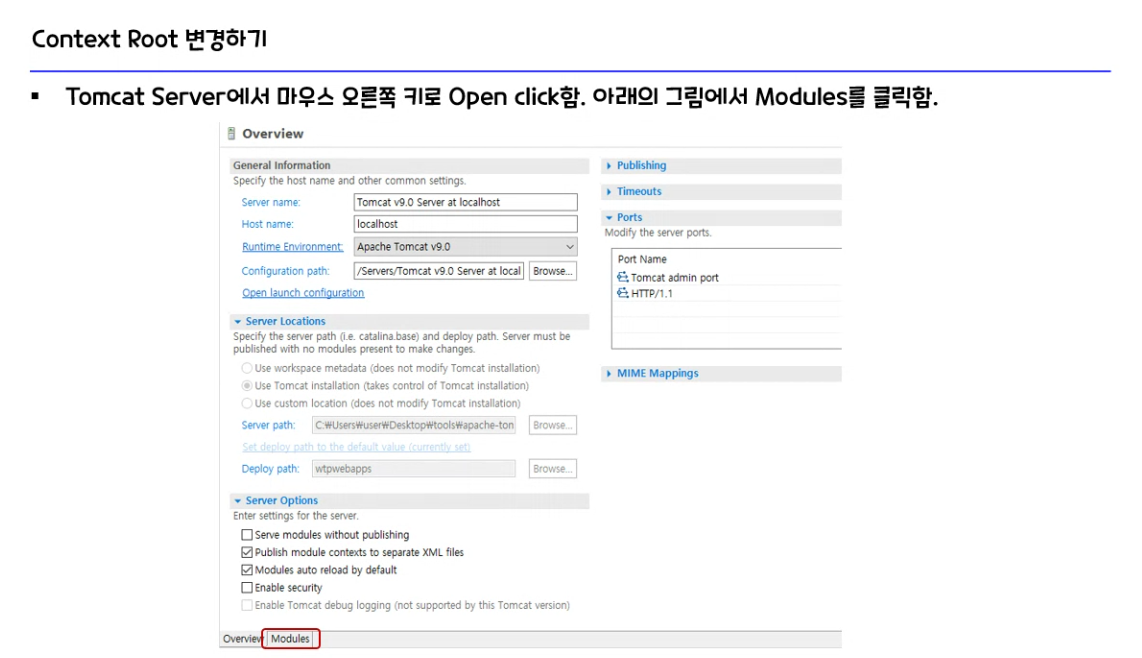 Context Root 변경하기
▪ Tomcat Server에서 마우스 오른쪽 키로 Open click함. 아래의 그림에서 Modules를 클릭함.
Overview
General Information
Specify the host name and other common settings.
Server name: Tomcat v9.0 Server at localhost
Host name: localhost
Runtime Environment: Apache Tomcat v9.0
Configuration path: /Servers/Tomcat v9.0 Server at local Browse...
Open launch configuration
Server Locations
Specify the server path (i.e. catalina.base) and deploy path. Server must be
published with no modules present to make changes.
Use workspace metadata (does not modify Tomcat installation)
Use Tomcat installation (takes control of Tomcat installation)
Use custom location (does not modify Tomcat installation)
Server path: C:₩Users₩user₩Desktop₩tools₩apache-ton Browse...
Set deploy path to the default value (currently set)
Deploy path: wtpwebapps Browse...
Server Options
Enter settings for the server.
Serve modules without publishing
Publish module contexts to separate XML files
Modules auto reload by default
Enable security
Enable Tomcat debug logging (not supported by this Tomcat version)
Publishing
Timeouts
Ports
Modify the server ports.
Port Name
Tomcat admin port
HTTP/1.1
MIME Mappings
Overview Modules